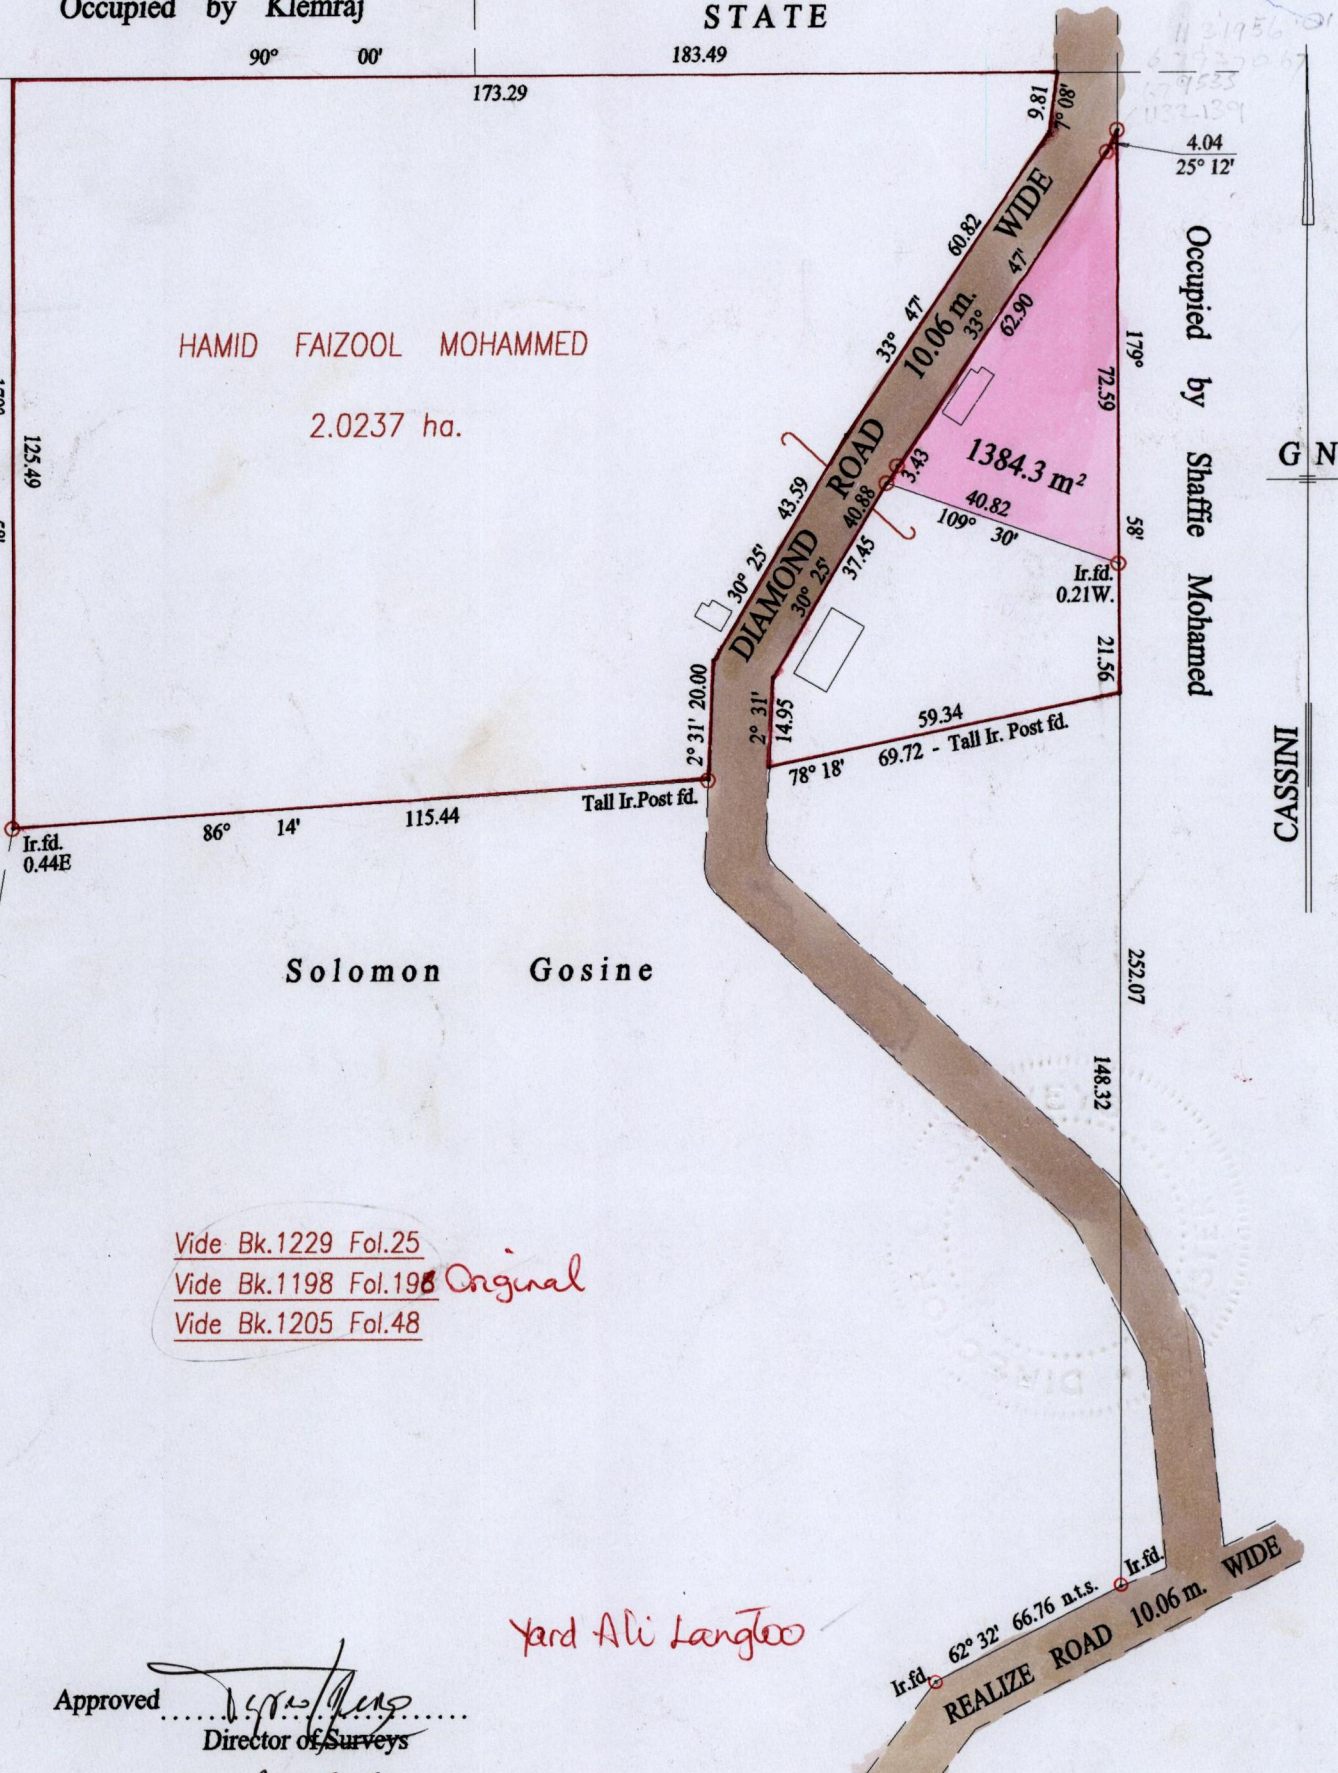 Occupied by Klemraj
STATE
90° 00'
183.49
173.29
9.81
7° 08'
4.04
25° 12'
WIDE
60.82
47'
33°
47'
33°
10.06 m.
62.90
HAMID FAIZOOL MOHAMMED
2.0237 ha.
Occupied by Shaffie Mohamed
179°
72.59
58'
1384.3 m²
125.49
G N
ROAD
3.43
43.59
40.88
40.82
109° 30'
37.45
DIAMOND
30° 25'
30° 25'
Ir.fd.
0.21W.
21.56
20.00
2° 31'
2° 31'
14.95
59.34
78° 18'
69.72 - Tall Ir. Post fd.
Tall Ir.Post fd.
CASSINI
86° 14'
115.44
Ir.fd.
0.44E
Solomon Gosine
252.07
148.32
Vide Bk.1229 Fol.25
Vide Bk.1198 Fol.198 Original
Vide Bk.1205 Fol.48
Ir.fd.
62° 32' 66.76 n.t.s.
Ir.fd.
REALIZE ROAD 10.06 m. WIDE
Yard Ali Langtoo
Approved
Director of Surveys